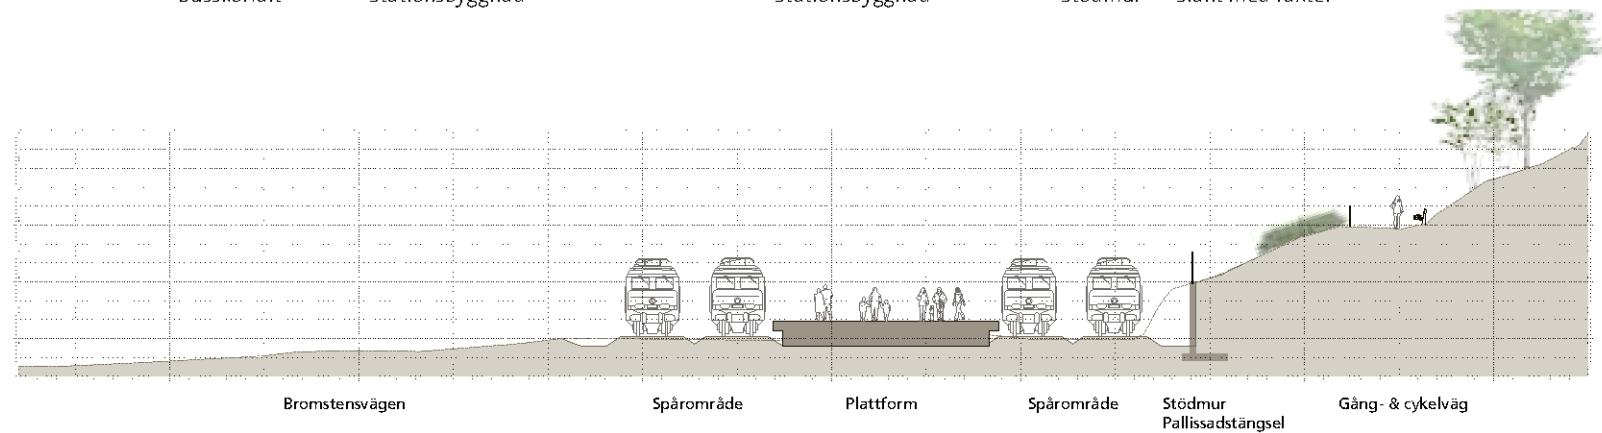 Bromstensvägen
Spårområde
Plattform
Spårområde
Stödmur
Pallissadstängsel
Gång- & cykelväg